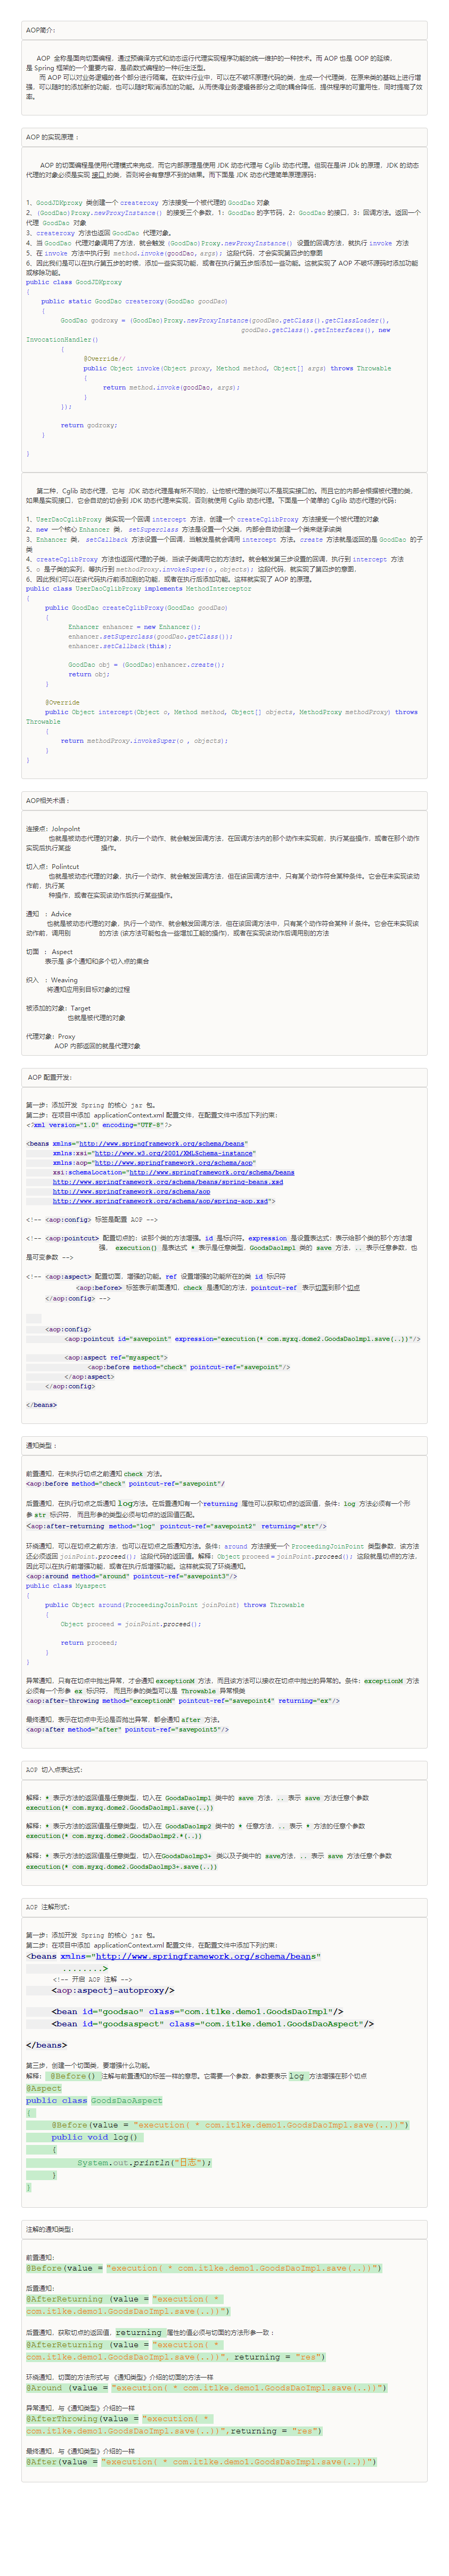 AOP简介:
AOP 全称是面向切面编程，通过预编译方式和动态运行代理实现程序功能的统一维护的一种技术。而 AOP 也是 OOP 的延续，
是 Spring 框架的一个重要内容，是函数式编程的一种衍生泛型。
而 AOP 可以对业务逻辑的各个部分进行隔离。在软件行业中，可以在不破坏原理代码的类，生成一个代理类，在原来类的基础上进行增
强，可以随时的添加新的功能，也可以随时取消添加的功能。从而使得业务逻辑各部分之间的耦合降低，提供程序的可重用性，同时提高了效
率。
AOP 的实现原理 :
AOP 的切面编程是使用代理模式来完成，而它内部原理是使用 JDK 动态代理与 Cglib 动态代理。但现在是讲 JDk 的原理，JDK 的动态
代理的对象必须是实现 接口 的类，否则将会有意想不到的结果。而下面是 JDK 动态代理简单原理源码：
1、GoodJDKproxy 类创建一个 createroxy 方法接受一个被代理的 GoodDao 对象
2、(GoodDao)Proxy.newProxyInstance() 的接受三个参数，1：GoodDao 的字节码，2：GoodDao 的接口，3：回调方法。返回一个
代理 GoodDao 对象
3、createroxy 方法也返回 GoodDao 代理对象。
4、当 GoodDao 代理对象调用了方法，就会触发 (GoodDao)Proxy.newProxyInstance() 设置的回调方法，就执行 invoke 方法
5、在 invoke 方法中执行到 method.invoke(goodDao, args); 这段代码，才会实现第四步的意图
6、因此我们是可以在执行第五步的时候，添加一些实现功能，或者在执行第五步后添加一些功能。这就实现了 AOP 不破坏源码时添加功能
或移除功能。
public class GoodJDKproxy
{
public static GoodDao createroxy(GoodDao goodDao)
{
GoodDao godroxy = (GoodDao)Proxy.newProxyInstance(goodDao.getClass().getClassLoader(),
goodDao.getClass().getInterfaces(), new
InvocationHandler()
{
@Override//
public Object invoke(Object proxy, Method method, Object[] args) throws Throwable
{
return method.invoke(goodDao, args);
}
});
return godroxy;
}
}
第二种，Cglib 动态代理，它与 JDK 动态代理是有所不同的，让他被代理的类可以不是现实接口的。而且它的内部会根据被代理的类，
如果是实现接口，它会自动的切会到 JDK 动态代理来实现，否则就使用 Cglib 动态代理。下面是一个简单的 Cglib 动态代理的代码：
1、UserDaoCglibProxy 类实现一个回调 intercept 方法，创建一个 createCglibProxy 方法接受一个被代理的对象
2、new 一个核心 Enhancer 类， setSuperclass 方法是设置一个父类，内部会自动创建一个类来继承该类
3、Enhancer 类， setCallback 方法设置一个回调，当触发是就会调用 intercept 方法。create 方法就是返回的是 GoodDao 的子
类
4、createCglibProxy 方法也返回代理的子类，当该子类调用它的方法时。就会触发第三步设置的回调，执行到 intercept 方法
5、o 是子类的实列，等执行到 methodProxy.invokeSuper(o , objects); 这段代码，就实现了第四步的意图，
6、因此我们可以在该代码执行前添加别的功能，或者在执行后添加功能。这样就实现了 AOP 的原理。
public class UserDaoCglibProxy implements MethodInterceptor
{
public GoodDao createCglibProxy(GoodDao goodDao)
{
Enhancer enhancer = new Enhancer();
enhancer.setSuperclass(goodDao.getClass());
enhancer.setCallback(this);
GoodDao obj = (GoodDao)enhancer.create();
return obj;
}
@Override
public Object intercept(Object o, Method method, Object[] objects, MethodProxy methodProxy) throws
Throwable
{
return methodProxy.invokeSuper(o , objects);
}
}
AOP相关术语 :
连接点：Joinpoint
也就是被动态代理的对象，执行一个动作，就会触发回调方法，在回调方法内的那个动作未实现前，执行某些操作，或者在那个动作
实现后执行某些 操作。
切入点：Polintcut
也就是被动态代理的对象，执行一个动作，就会触发回调方法，但在该回调方法中，只有某个动作符合某种条件。它会在未实现该动
作前，执行某
种操作，或者在实现该动作后执行某些操作。
通知 ：Advice
也就是被动态代理的对象，执行一个动作，就会触发回调方法，但在该回调方法中，只有某个动作符合某种 if 条件。它会在未实现该
动作前，调用别 的方法 (该方法可能包含一些增加工能的操作)，或者在实现该动作后调用别的方法
切面 ： Aspect
表示是 多个通知和多个切入点的集合
织入 ：Weaving
将通知应用到目标对象的过程
被添加的对象：Target
也就是被代理的对象
代理对象：Proxy
AOP 内部返回的就是代理对象
AOP 配置开发:
第一步：添加开发 Spring 的核心 jar 包。
第二步：在项目中添加 applicationContext.xml 配置文件，在配置文件中添加下列约束：
<?xml version="1.0" encoding="UTF-8"?>
<beans xmlns="http://www.springframework.org/schema/beans"
xmlns:xsi="http://www.w3.org/2001/XMLSchema-instance"
xmlns:aop="http://www.springframework.org/schema/aop"
xsi:schemaLocation="http://www.springframework.org/schema/beans
http://www.springframework.org/schema/beans/spring-beans.xsd
http://www.springframework.org/schema/aop
http://www.springframework.org/schema/aop/spring-aop.xsd">
<!-- <aop:config> 标签是配置 AOP -->
<!-- <aop:pointcut> 配置切点的；该那个类的方法增强。id 是标识符。expression 是设置表达式：表示给那个类的那个方法增
强， execution() 是表达式 * 表示是任意类型，GoodsDaolmpl 类的 save 方法，.. 表示任意参数，也
是可变参数 -->
<!-- <aop:aspect> 配置切面，增强的功能。ref 设置增强的功能所在的类 id 标识符
<aop:before> 标签表示前面通知，check 是通知的方法，pointcut-ref 表示切面到那个切点
</aop:config> -->
<aop:config>
<aop:pointcut id="savepoint" expression="execution(* com.myxq.dome2.GoodsDaolmpl.save(..))"/>
<aop:aspect ref="myaspect">
<aop:before method="check" pointcut-ref="savepoint"/>
</aop:aspect>
</aop:config>
</beans>
通知类型 :
前置通知，在未执行切点之前通知 check 方法。
<aop:before method="check" pointcut-ref="savepoint"/
后置通知，在执行切点之后通知 log方法。在后置通知有一个returning 属性可以获取切点的返回值，条件：log 方法必须有一个形
参 str 标识符， 而且形参的类型必须与切点的返回值匹配。
<aop:after-returning method="log" pointcut-ref="savepoint2" returning="str"/>
环绕通知，可以在切点之前方法，也可以在切点之后通知方法。条件：around 方法接受一个 ProceedingJoinPoint 类型参数，该方法
还必须返回 joinPoint.proceed(); 这段代码的返回值。解释：Object proceed = joinPoint.proceed(); 这段就是切点的方法，
因此可以在执行前增强功能，或者在执行后增强功能。这样就实现了环绕通知。
<aop:around method="around" pointcut-ref="savepoint3"/>
public class Myaspect
{
public Object around(ProceedingJoinPoint joinPoint) throws Throwable
{
Object proceed = joinPoint.proceed();
return proceed;
}
}
异常通知，只有在切点中抛出异常，才会通知exceptionM 方法，而且该方法可以接收在切点中抛出的异常的。条件：exceptionM 方法
必须有一个形参 ex 标识符， 而且形参的类型可以是 Throwable 异常根类
<aop:after-throwing method="exceptionM" pointcut-ref="savepoint4" returning="ex"/>
最终通知，表示在切点中无论是否抛出异常，都会通知 after 方法。
<aop:after method="after" pointcut-ref="savepoint5"/>
AOP 切入点表达式:
解释：* 表示方法的返回值是任意类型，切入在 GoodsDaolmpl 类中的 save 方法，.. 表示 save 方法任意个参数
execution(* com.myxq.dome2.GoodsDaolmpl.save(..))
解释：* 表示方法的返回值是任意类型，切入在 GoodsDaolmp2 类中的 * 任意方法，.. 表示 * 方法的任意个参数
execution(* com.myxq.dome2.GoodsDaolmp2.*(..))
解释：* 表示方法的返回值是任意类型，切入在GoodsDaolmp3+ 类以及子类中的 save方法，.. 表示 save 方法任意个参数
execution(* com.myxq.dome2.GoodsDaolmp3+.save(..))
AOP 注解形式:
第一步：添加开发 Spring 的核心 jar 包。
第二步：在项目中添加 applicationContext.xml 配置文件，在配置文件中添加下列约束：
<beans xmlns="http://www.springframework.org/schema/beans"
........>
<!-- 开启 AOP 注解 -->
<aop:aspectj-autoproxy/>
<bean id="goodsao" class="com.itlke.demo1.GoodsDaoImpl"/>
<bean id="goodsaspect" class="com.itlke.demo1.GoodsDaoAspect"/>
</beans>
第三步，创建一个切面类，要增强什么功能。
解释： @Before() 注解与前置通知的标签一样的意思。它需要一个参数，参数要表示 log 方法增强在那个切点
@Aspect
public class GoodsDaoAspect
{
@Before(value = "execution( * com.itlke.demo1.GoodsDaoImpl.save(..))")
public void log()
{
System.out.println("日志");
}
}
注解的通知类型:
前置通知：
@Before(value = "execution( * com.itlke.demo1.GoodsDaoImpl.save(..))")
后置通知：
@AfterReturning (value = "execution( *
com.itlke.demo1.GoodsDaoImpl.save(..))")
后置通知，获取切点的返回值，returning 属性的值必须与切面的方法形参一致 :
@AfterReturning (value = "execution( *
com.itlke.demo1.GoodsDaoImpl.save(..))", returning = "res")
环绕通知，切面的方法形式与 《通知类型》介绍的切面的方法一样
@Around (value = "execution( * com.itlke.demo1.GoodsDaoImpl.save(..))")
异常通知，与《通知类型》介绍的一样
@AfterThrowing(value = "execution( *
com.itlke.demo1.GoodsDaoImpl.save(..))",returning = "res")
最终通知，与《通知类型》介绍的一样
@After(value = "execution( * com.itlke.demo1.GoodsDaoImpl.save(..))")